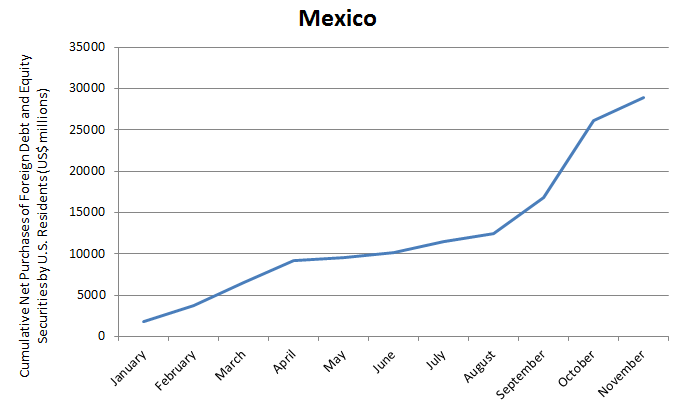 Mexico
Cumulative Net Purchases of Foreign Debt and Equity
Securities by U.S. Residents (US$ millions)
35000
30000
25000
20000
15000
10000
5000
0
January
February
March
April
May
June
July
August
September
October
November